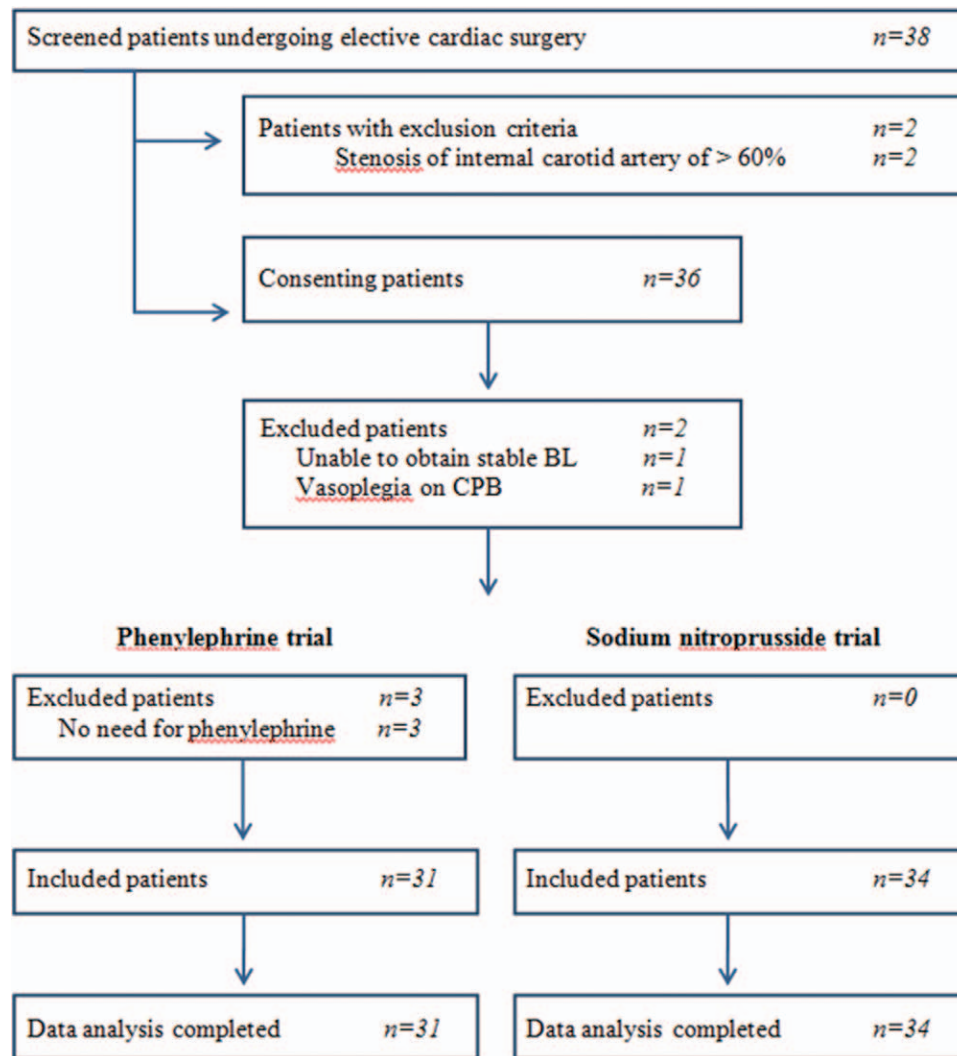 Screened patients undergoing elective cardiac surgery n=38
Patients with exclusion criteria n=2
Stenosis of internal carotid artery of > 60% n=2
Consenting patients n=36
Excluded patients n=2
Unable to obtain stable BL n=1
Vasoplegia on CPB n=1
Phenylephrine trial
Excluded patients n=3
No need for phenylephrine n=3
Included patients n=31
Data analysis completed n=31
Sodium nitroprusside trial
Excluded patients n=0
Included patients n=34
Data analysis completed n=34